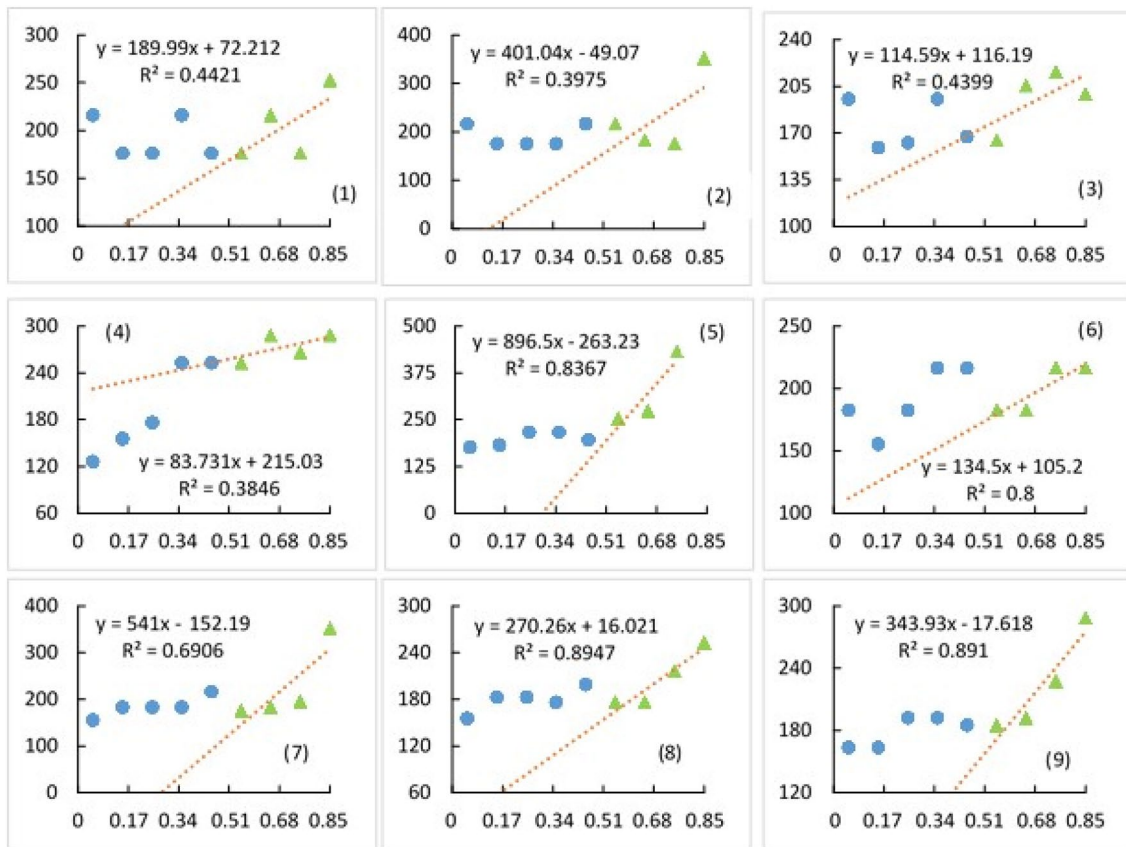 300
250
200
150
100
0 0.17 0.34 0.51 0.68 0.85
y = 189.99x + 72.212
R² = 0.4421
(1)
400
300
200
100
0
0 0.17 0.34 0.51 0.68 0.85
y = 401.04x - 49.07
R² = 0.3975
(2)
240
205
170
135
100
0 0.17 0.34 0.51 0.68 0.85
y = 114.59x + 116.19
R² = 0.4399
(3)
300
240
180
120
60
0 0.17 0.34 0.51 0.68 0.85
(4)
y = 83.731x + 215.03
R² = 0.3846
500
375
250
125
0
0 0.17 0.34 0.51 0.68 0.85
y = 896.5x - 263.23
R² = 0.8367
(5)
250
200
150
100
0 0.17 0.34 0.51 0.68 0.85
(6)
y = 134.5x + 105.2
R² = 0.8
400
300
200
100
0
0 0.17 0.34 0.51 0.68 0.85
y = 541x - 152.19
R² = 0.6906
(7)
300
240
180
120
60
0 0.17 0.34 0.51 0.68 0.85
y = 270.26x + 16.021
R² = 0.8947
(8)
300
240
180
120
0 0.17 0.34 0.51 0.68 0.85
y = 343.93x - 17.618
R² = 0.891
(9)